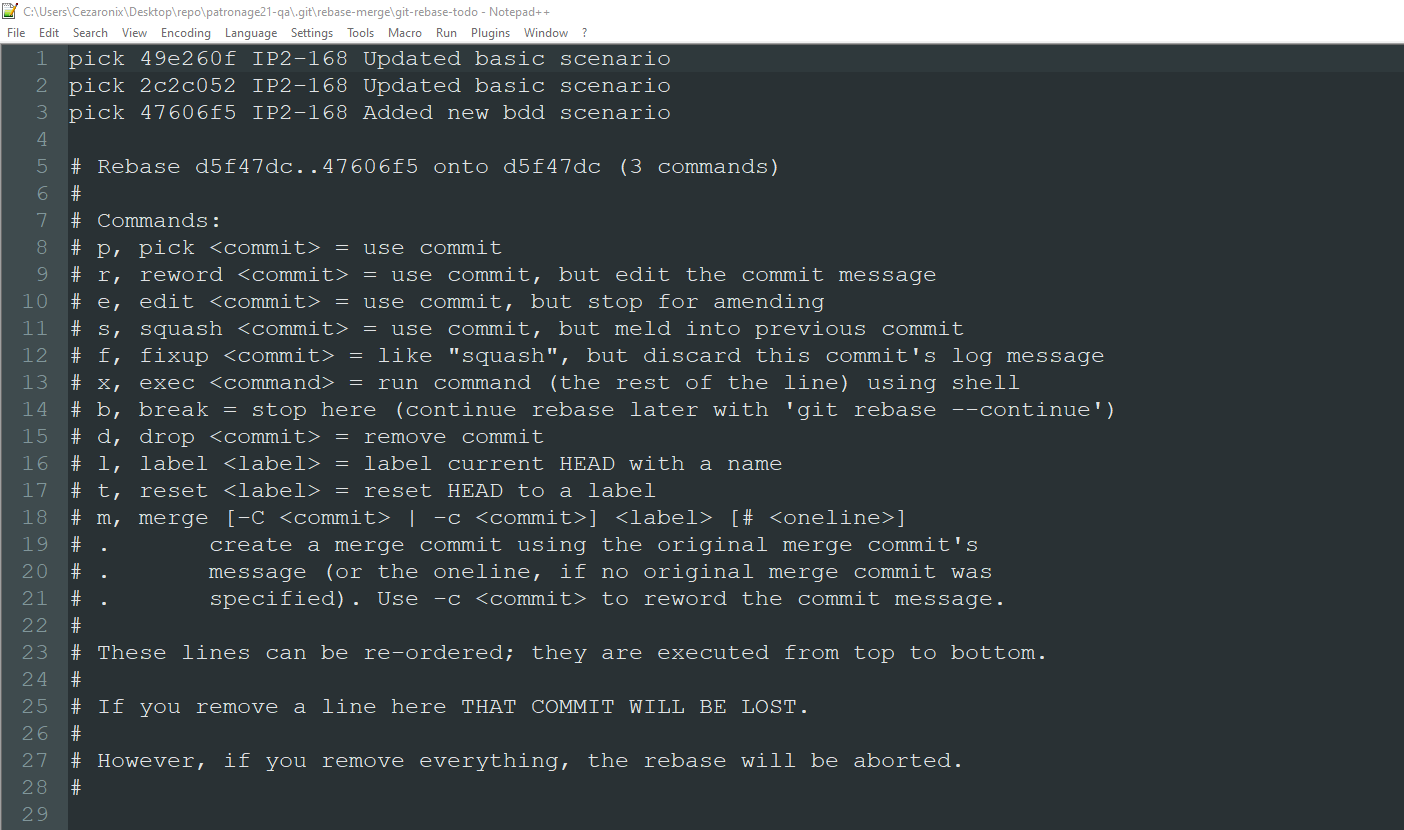 C:\Users\Cezaronix\Desktop\repo\patronage21-qa\.git\rebase-merge\git-rebase-todo - Notepad++
File Edit Search View Encoding Language Settings Tools Macro Run Plugins Window ?
1 pick 49e260f IP2-168 Updated basic scenario
2 pick 2c2c052 IP2-168 Updated basic scenario
3 pick 47606f5 IP2-168 Added new bdd scenario
4
5 # Rebase d5f47dc..47606f5 onto d5f47dc (3 commands)
6 #
7 # Commands:
8 # p, pick <commit> = use commit
9 # r, reword <commit> = use commit, but edit the commit message
10 # e, edit <commit> = use commit, but stop for amending
11 # s, squash <commit> = use commit, but meld into previous commit
12 # f, fixup <commit> = like "squash", but discard this commit's log message
13 # x, exec <command> = run command (the rest of the line) using shell
14 # b, break = stop here (continue rebase later with 'git rebase --continue')
15 # d, drop <commit> = remove commit
16 # l, label <label> = label current HEAD with a name
17 # t, reset <label> = reset HEAD to a label
18 # m, merge [-C <commit> | -c <commit>] <label> [# <oneline>]
19 # .       create a merge commit using the original merge commit's
20 # .       message (or the oneline, if no original merge commit was
21 # .       specified). Use -c <commit> to reword the commit message.
22 #
23 # These lines can be re-ordered; they are executed from top to bottom.
24 #
25 # If you remove a line here THAT COMMIT WILL BE LOST.
26 #
27 # However, if you remove everything, the rebase will be aborted.
28 #
29